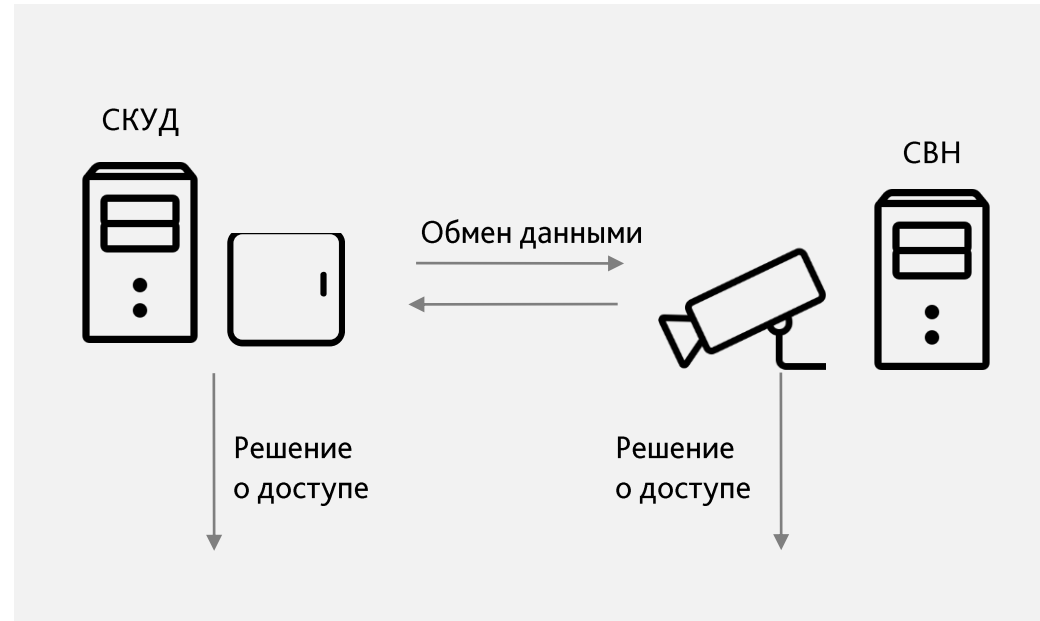 СКУД
СВН
Обмен данными
Решение
о доступе
Решение
о доступе